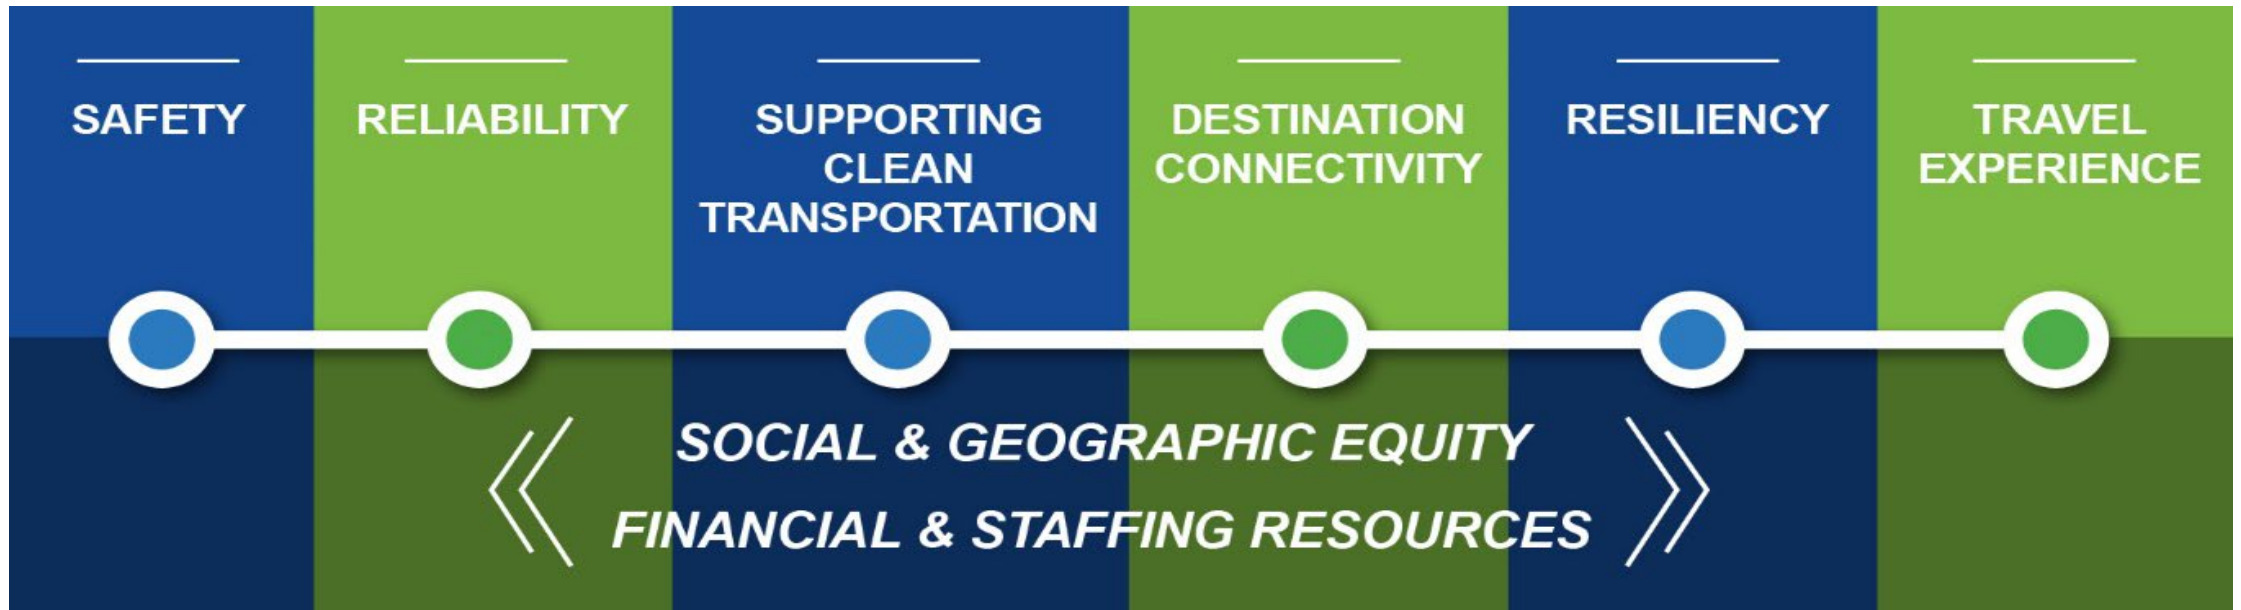 SAFETY
RELIABILITY
SUPPORTING
CLEAN
TRANSPORTATION
DESTINATION
CONNECTIVITY
RESILIENCY
TRAVEL
EXPERIENCE
SOCIAL & GEOGRAPHIC EQUITY
FINANCIAL & STAFFING RESOURCES